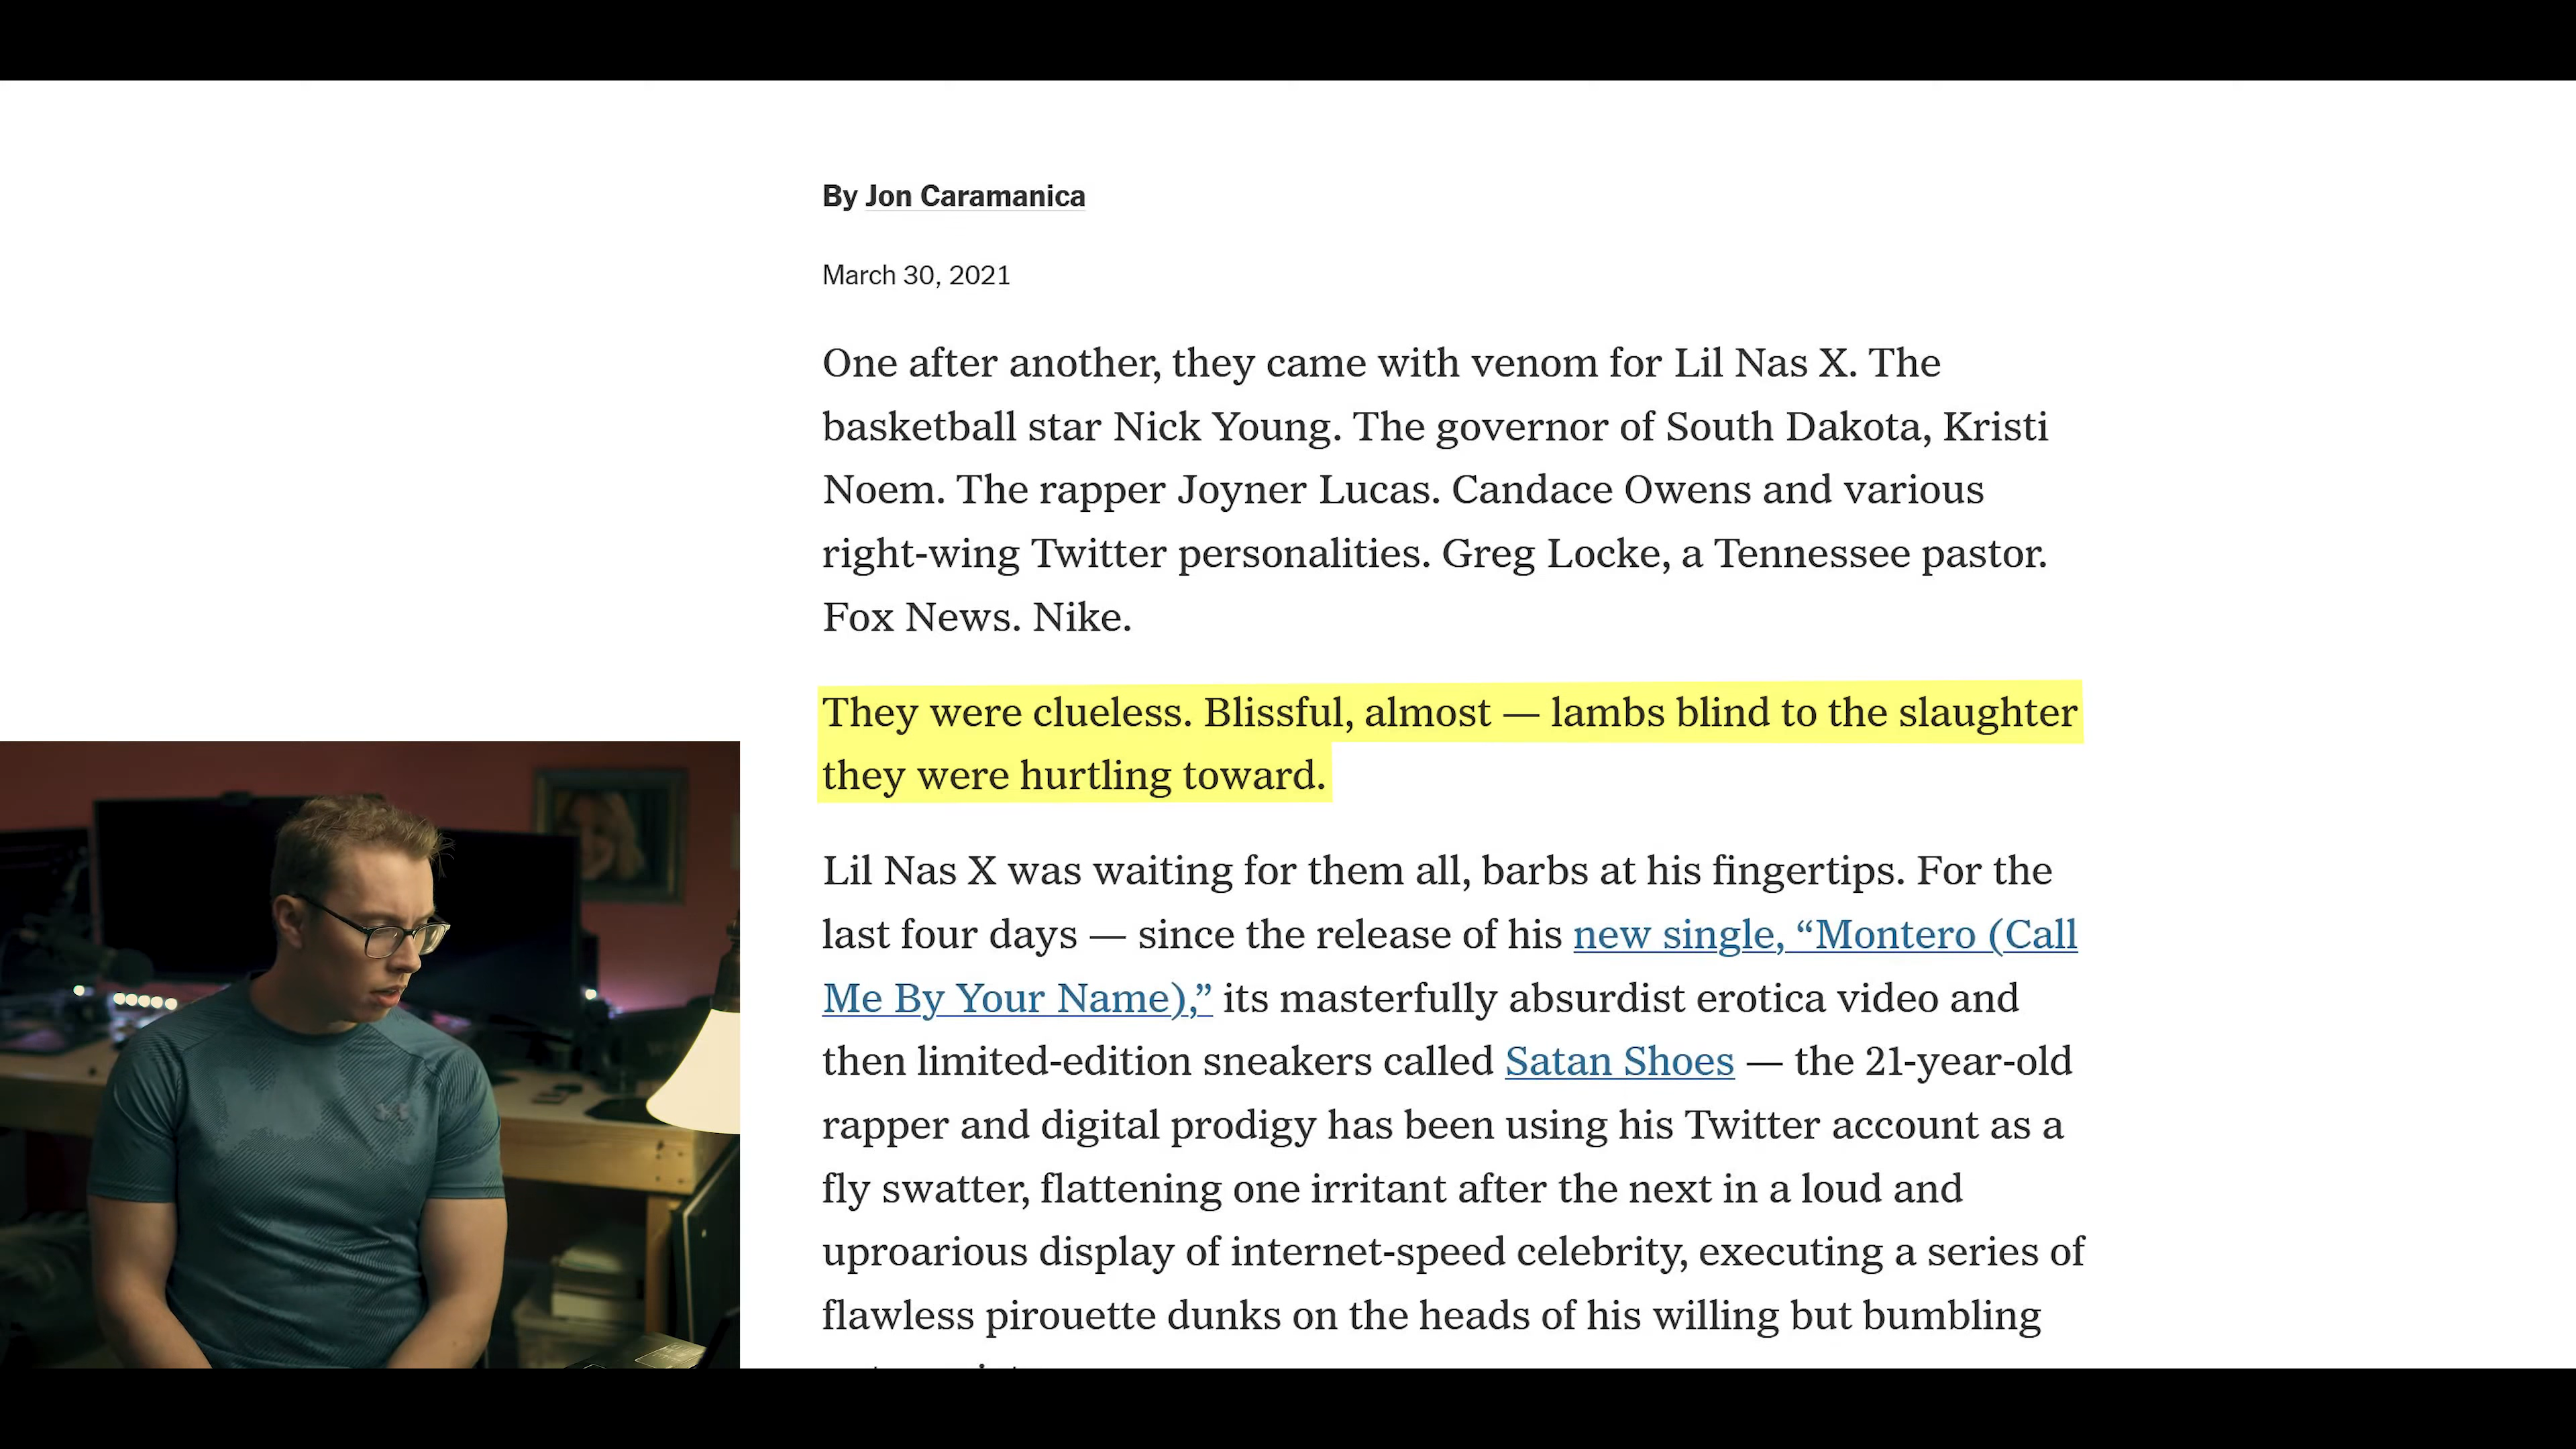 By Jon Caramanica
March 30, 2021
One after another, they came with venom for Lil Nas X. The
basketball star Nick Young. The governor of South Dakota, Kristi
Noem. The rapper Joyner Lucas. Candace Owens and various
right-wing Twitter personalities. Greg Locke, a Tennessee pastor.
Fox News. Nike.
They were clueless. Blissful, almost — lambs blind to the slaughter
they were hurtling toward.
Lil Nas X was waiting for them all, barbs at his fingertips. For the
last four days — since the release of his new single, “Montero (Call
Me By Your Name),” its masterfully absurdist erotica video and
then limited-edition sneakers called Satan Shoes — the 21-year-old
rapper and digital prodigy has been using his Twitter account as a
fly swatter, flattening one irritant after the next in a loud and
uproarious display of internet-speed celebrity, executing a series of
flawless pirouette dunks on the heads of his willing but bumbling